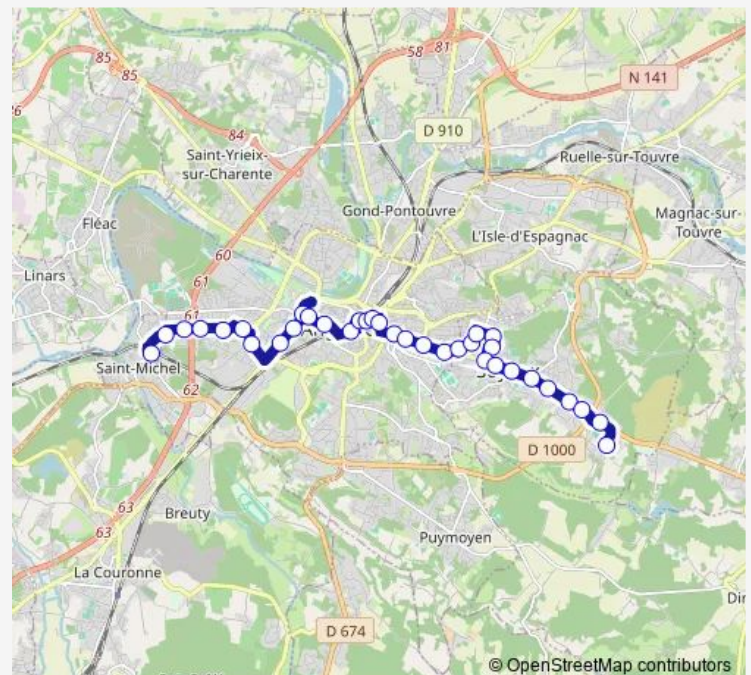 58
81
85
85
N 141
86
84
D 910
Saint-Yrieix-
sur-Charente
Ruelle-sur-Touvre
Gond-Pontouvre
Magnac-sur-
Touvre
Fléac
L'Isle-d'Espagnac
60
Linars
61
61
Saint-Michel
62
D 1000
63
Breuty
63
Puymoyen
La Couronne
D 674
© OpenStreetMap contributors